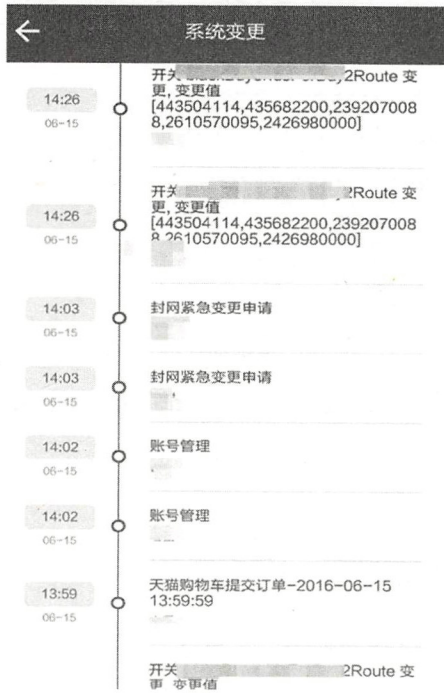 系统变更
开关 2Route 变
更, 变更值
14:26
[443504114,435682200,239207008
06-15
8,2610570095,2426980000]
开关 2Route 变
更, 变更值
14:26
[443504114,435682200,239207008
06-15
8,2610570095,2426980000]
14:03
封网紧急变更申请
06-15
14:03
封网紧急变更申请
06-15
14:02
账号管理
06-15
14:02
账号管理
06-15
天猫购物车提交订单-2016-06-15
13:59
13:59:59
06-15
开关 2Route 变
更, 变更值